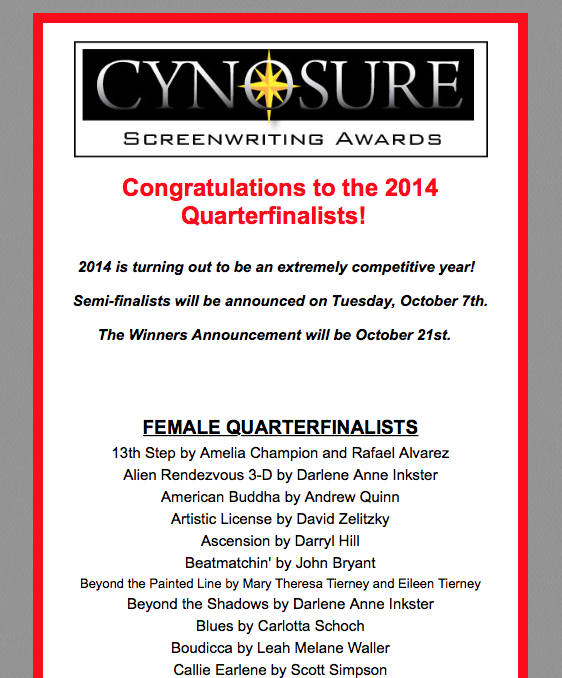 CYNOSURE
SCREENWRITING AWARDS
Congratulations to the 2014
Quarterfinalists!
2014 is turning out to be an extremely competitive year!
Semi-finalists will be announced on Tuesday, October 7th.
The Winners Announcement will be October 21st.
FEMALE QUARTERFINALISTS
13th Step by Amelia Champion and Rafael Alvarez
Alien Rendezvous 3-D by Darlene Anne Inkster
American Buddha by Andrew Quinn
Artistic License by David Zelitzky
Ascension by Darryl Hill
Beatmatchin' by John Bryant
Beyond the Painted Line by Mary Theresa Tierney and Eileen Tierney
Beyond the Shadows by Darlene Anne Inkster
Blues by Carlotta Schoch
Boudicca by Leah Melane Waller
Callie Earlene by Scott Simpson